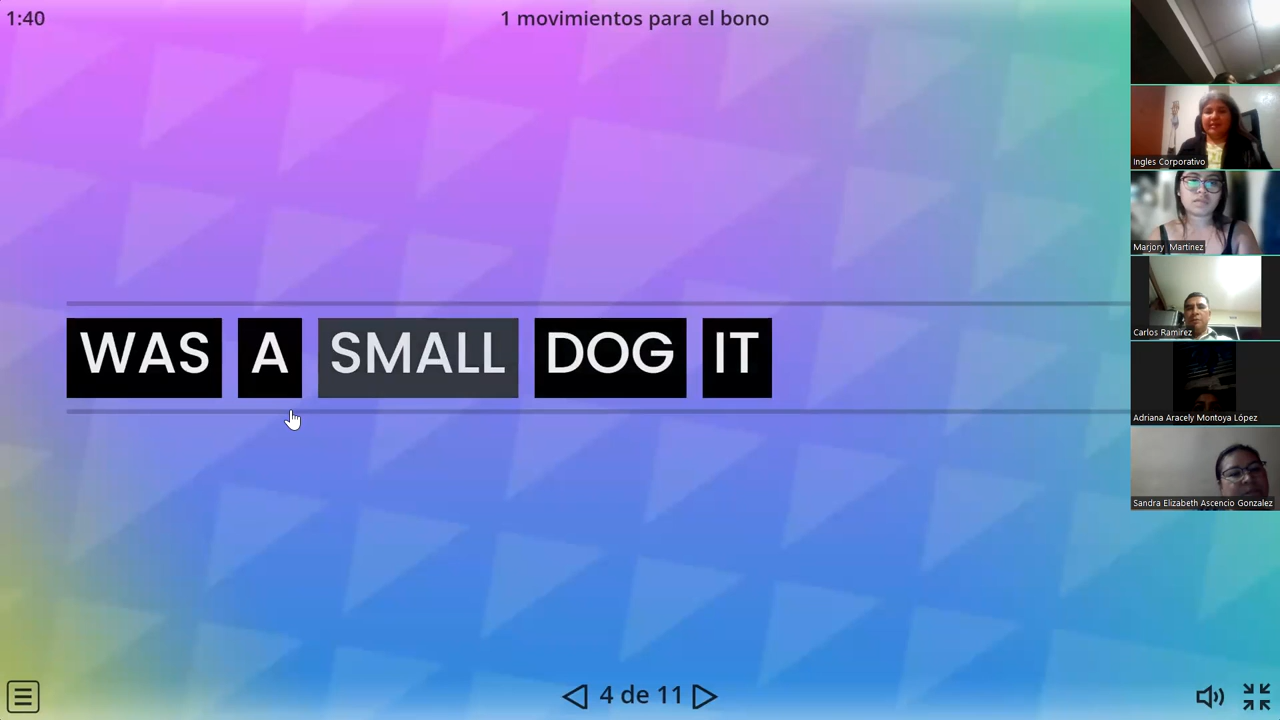 1:40
1 movimientos para el bono
WAS A SMALL DOG IT
4 de 11
Ingles Corporativo
Marjory Martinez
Carlos Ramirez
Adriana Aracely Montoya López
Sandra Elizabeth Ascencio Gonzalez